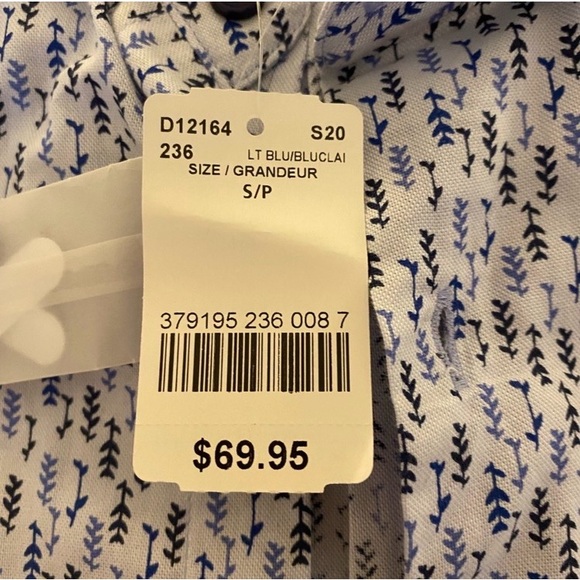 D12164 S20
236 LT BLU/BLUCLAI
SIZE / GRANDEUR
S/P
379195 236 008 7
$69.95